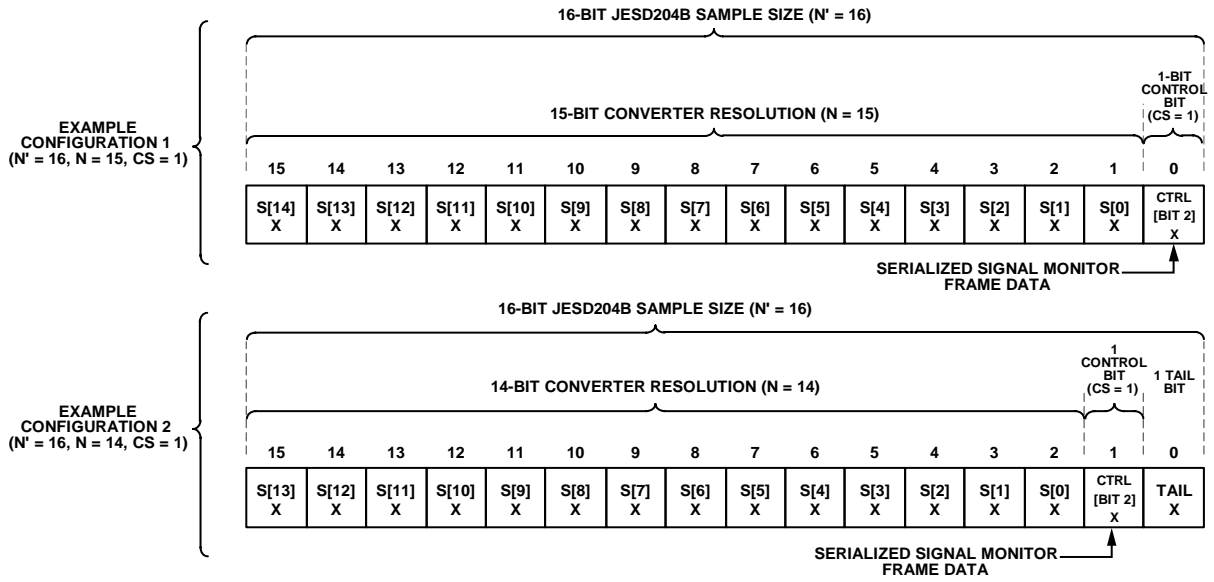 16-BIT JESD204B SAMPLE SIZE (N' = 16)
1-BIT
CONTROL
BIT
(CS = 1)
15-BIT CONVERTER RESOLUTION (N = 15)
EXAMPLE
CONFIGURATION 1
(N' = 16, N = 15, CS = 1)
15 14 13 12 11 10 9 8 7 6 5 4 3 2 1 0
S[14] S[13] S[12] S[11] S[10] S[9] S[8] S[7] S[6] S[5] S[4] S[3] S[2] S[1] S[0] CTRL
[BIT 2]
X X X X X X X X X X X X X X X X
SERIALIZED SIGNAL MONITOR
FRAME DATA
16-BIT JESD204B SAMPLE SIZE (N' = 16)
1
CONTROL
BIT
(CS = 1)
1 TAIL
BIT
14-BIT CONVERTER RESOLUTION (N = 14)
EXAMPLE
CONFIGURATION 2
(N' = 16, N = 14, CS = 1)
15 14 13 12 11 10 9 8 7 6 5 4 3 2 1 0
S[13] S[12] S[11] S[10] S[9] S[8] S[7] S[6] S[5] S[4] S[3] S[2] S[1] S[0] CTRL TAIL
[BIT 2]
X X X X X X X X X X X X X X X X
SERIALIZED SIGNAL MONITOR
FRAME DATA